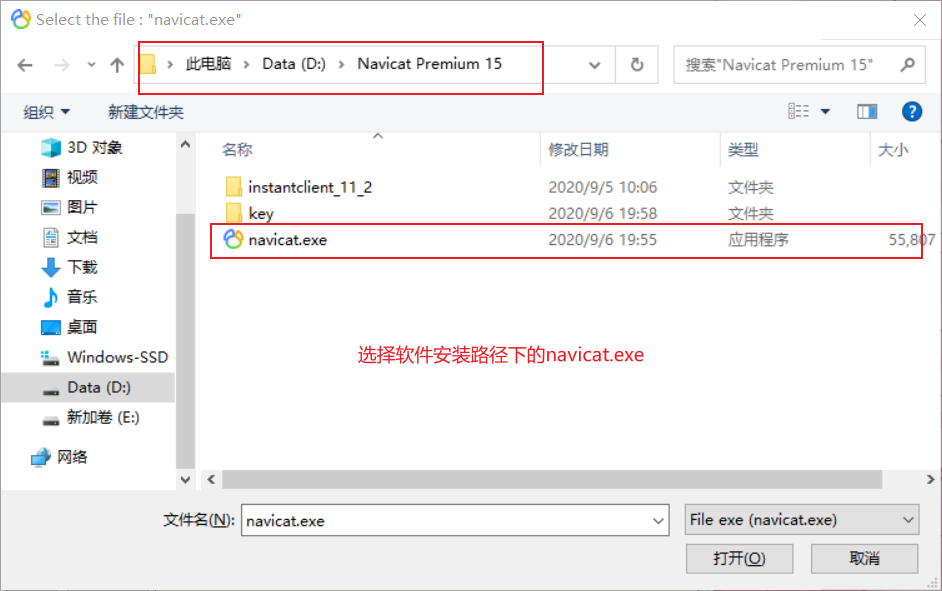 Select the file : "navicat.exe"
此电脑 > Data (D:) > Navicat Premium 15
搜索"Navicat Premium 15"
组织 新建文件夹
名称 修改日期 类型 大小
3D 对象
视频
图片
文档
下载
音乐
桌面
Windows-SSD
Data (D:)
新加卷 (E:)
网络
instantclient_11_2 2020/9/5 10:06 文件夹
key 2020/9/6 19:58 文件夹
navicat.exe 2020/9/6 19:55 应用程序 55,807
选择软件安装路径下的navicat.exe
文件名(N): navicat.exe File exe (navicat.exe)
打开(O) 取消